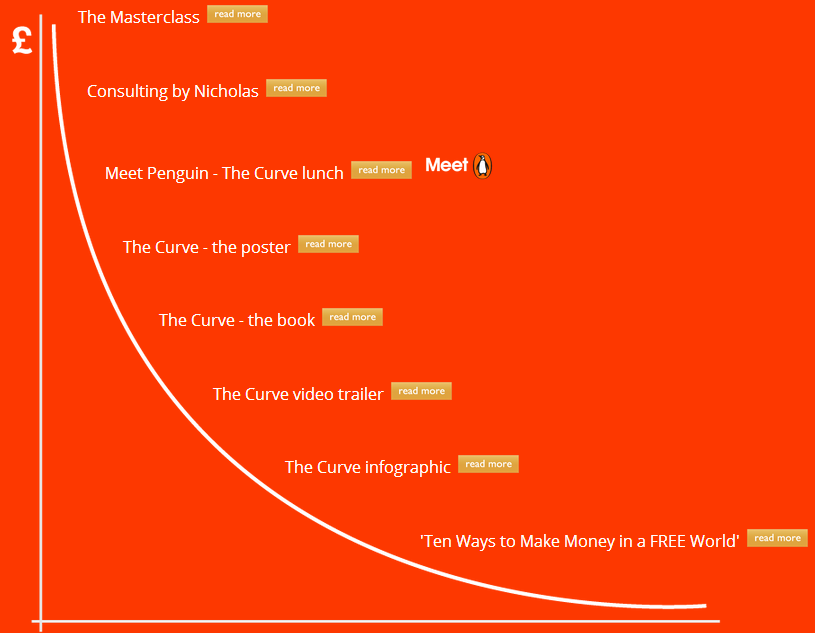 £
The Masterclass read more
Consulting by Nicholas read more
Meet Penguin - The Curve lunch read more Meet
The Curve - the poster read more
The Curve - the book read more
The Curve video trailer read more
The Curve infographic read more
'Ten Ways to Make Money in a FREE World' read more